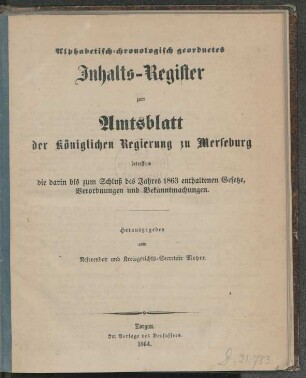 Alphabetisch-chronologisch geordnetes
Inhalts-Register
zum
Amtsblatt
der Königlichen Regierung zu Merseburg
betreffend
die darin bis zum Schluß des Jahres 1863 enthaltenen Gesetze,
Verordnungen und Bekanntmachungen.
Herausgegeben
vom
Referendar und Kreisgerichts-Secretair Meyer.
Torgau.
Im Verlage des Verfassers.
1864.